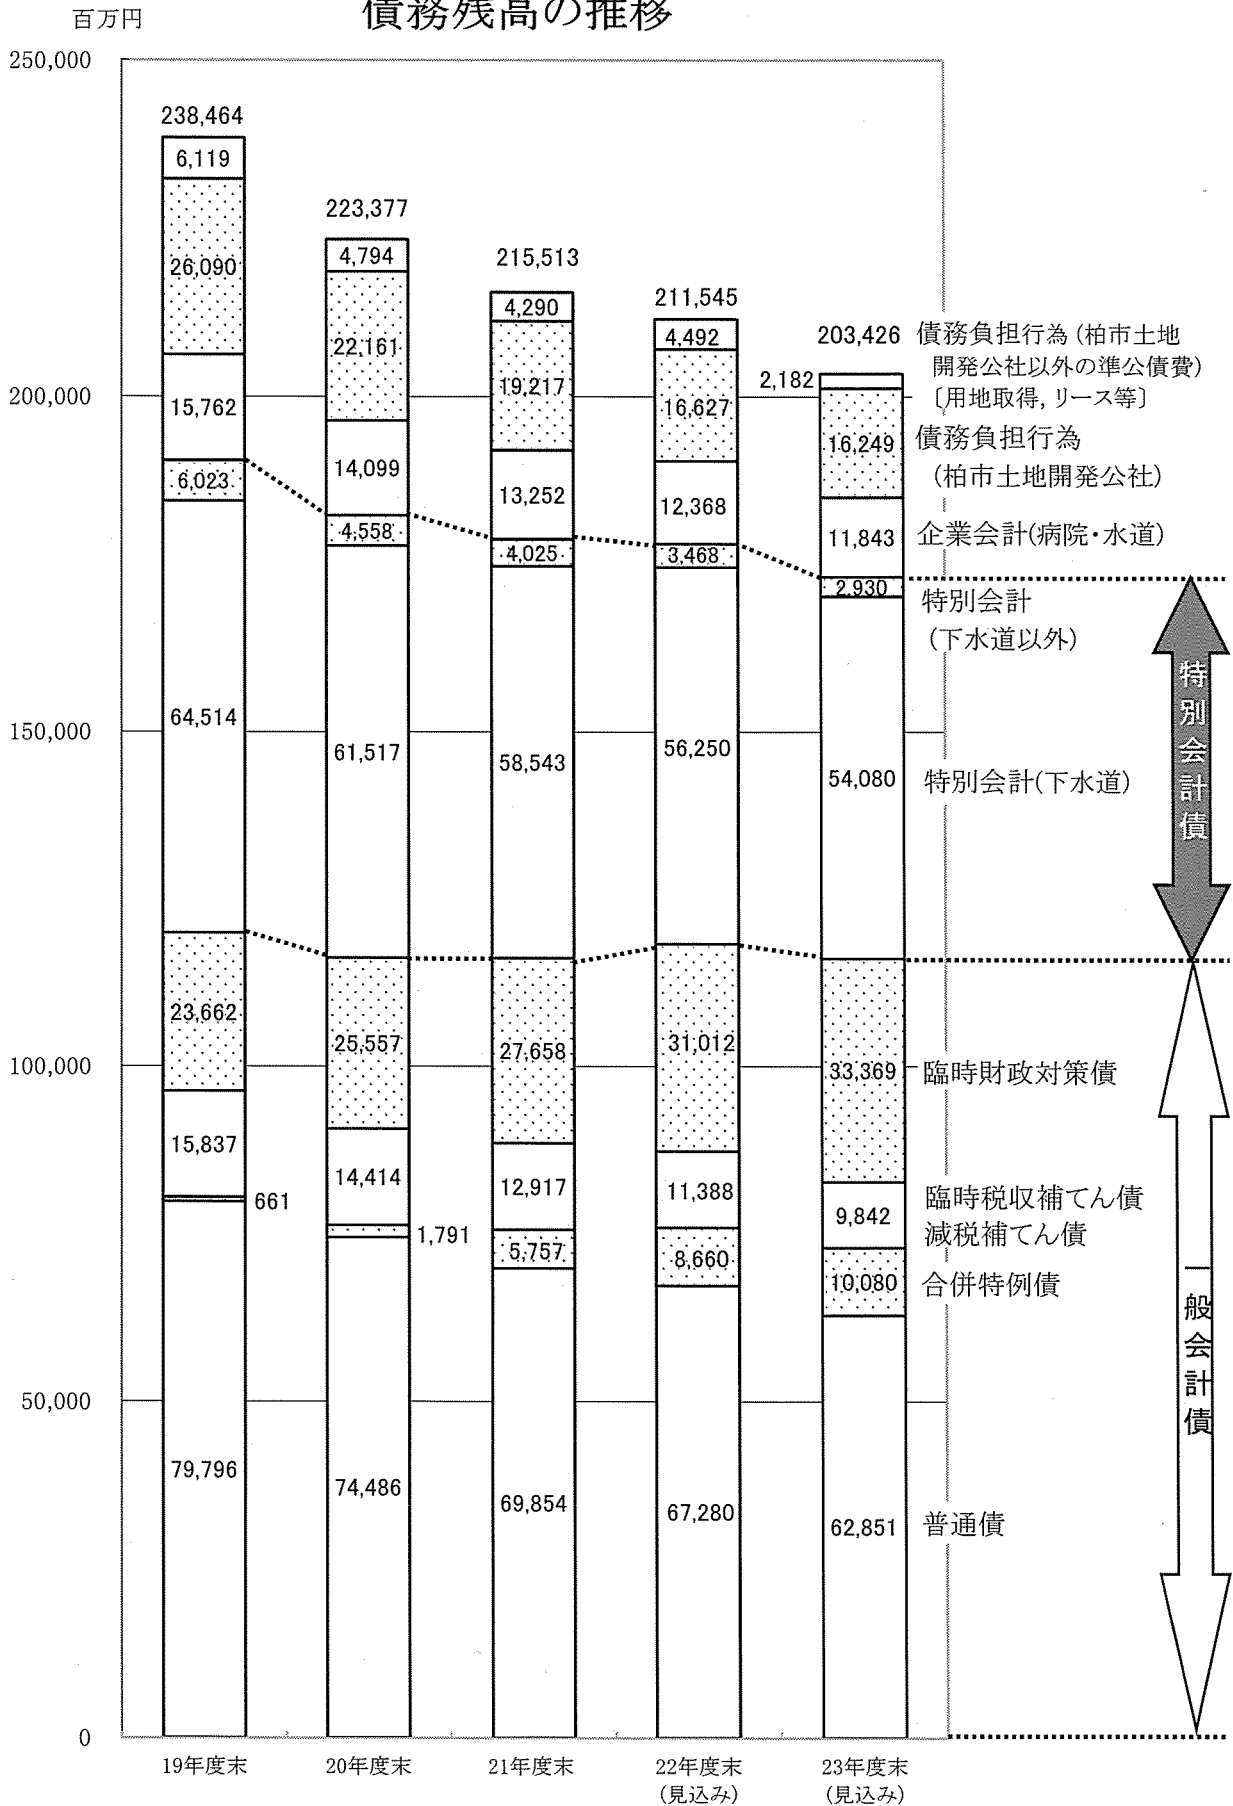 債務残高の推移
百万円
250,000
200,000
150,000
100,000
50,000
0
238,464
6,119
26,090
15,762
6,023
64,514
23,662
15,837
661
79,796
19年度末
223,377
4,794
22,161
14,099
4,558
61,517
25,557
14,414
1,791
74,486
20年度末
215,513
4,290
19,217
13,252
4,025
58,543
27,658
12,917
5,757
69,854
21年度末
211,545
4,492
16,627
12,368
3,468
56,250
31,012
11,388
8,660
67,280
22年度末
(見込み)
203,426
2,182
16,249
11,843
2,930
54,080
33,369
9,842
10,080
62,851
23年度末
(見込み)
債務負担行為(柏市土地
開発公社以外の準公債費)
〔用地取得,リース等〕
債務負担行為
(柏市土地開発公社)
企業会計(病院・水道)
特別会計
(下水道以外)
特別会計(下水道)
臨時財政対策債
臨時税収補てん債
減税補てん債
合併特例債
普通債
特別会計債
一般会計債